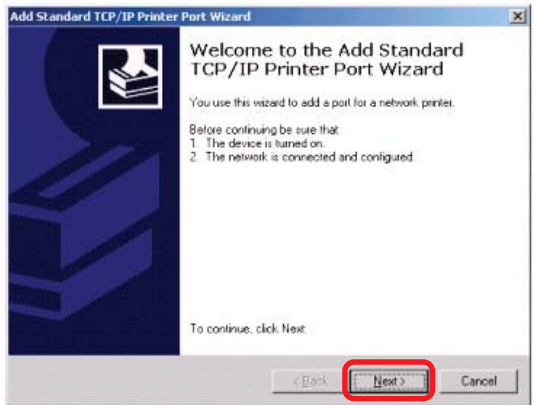 Add Standard TCP/IP Printer Port Wizard
Welcome to the Add Standard
TCP/IP Printer Port Wizard
You use this wizard to add a port for a network printer.
Before continuing be sure that:
1. The device is turned on.
2. The network is connected and configured.
To continue, click Next
< Back
Next >
Cancel